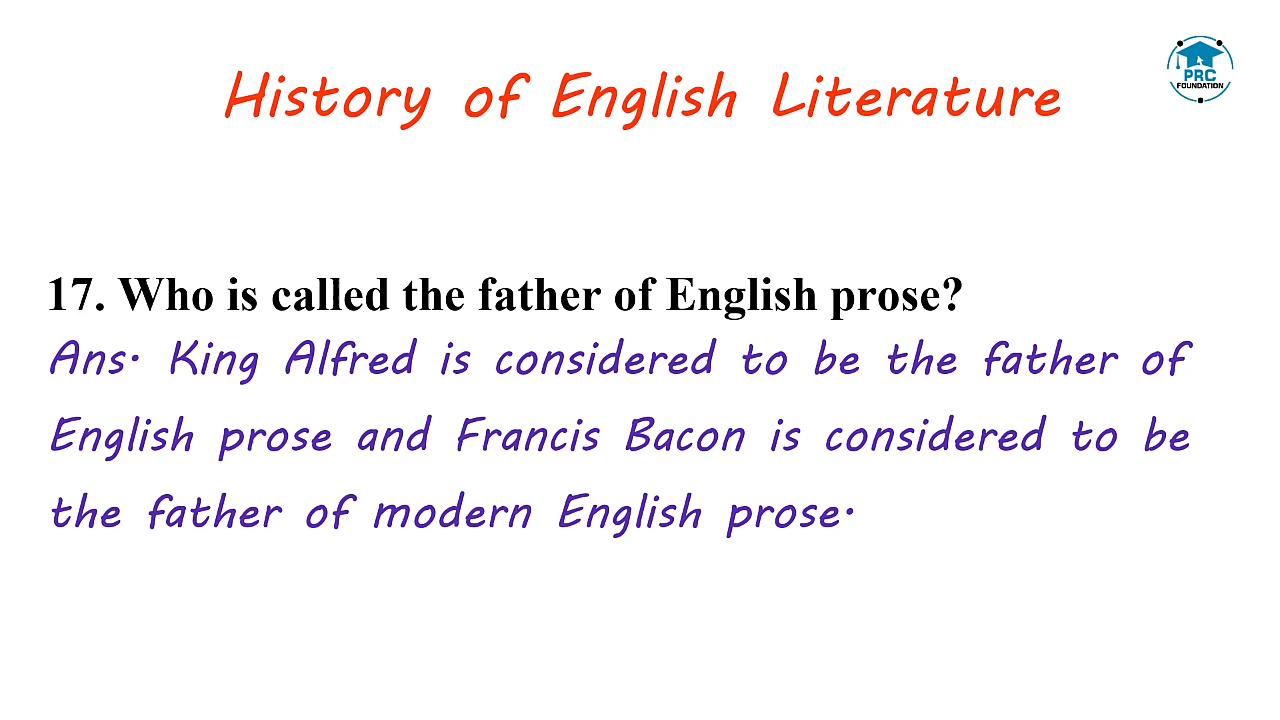 History of English Literature
PRC
FOUNDATION
17. Who is called the father of English prose?
Ans. King Alfred is considered to be the father of
English prose and Francis Bacon is considered to be
the father of modern English prose.